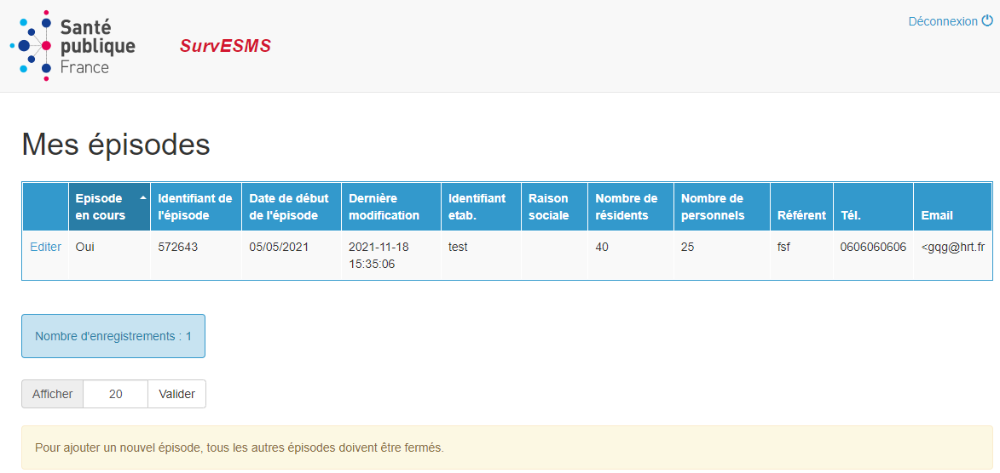 Santé
publique
France
SurvESMS
Déconnexion
Mes épisodes
Episode en cours Identifiant de l'épisode Date de début de l'épisode Dernière modification Identifiant etab. Raison sociale Nombre de résidents Nombre de personnels Référent Tél. Email
Editer Oui 572643 05/05/2021 2021-11-18 15:35:06 test 40 25 fsf 0606060606 <gqg@hrt.fr
Nombre d'enregistrements : 1
Afficher 20 Valider
Pour ajouter un nouvel épisode, tous les autres épisodes doivent être fermés.